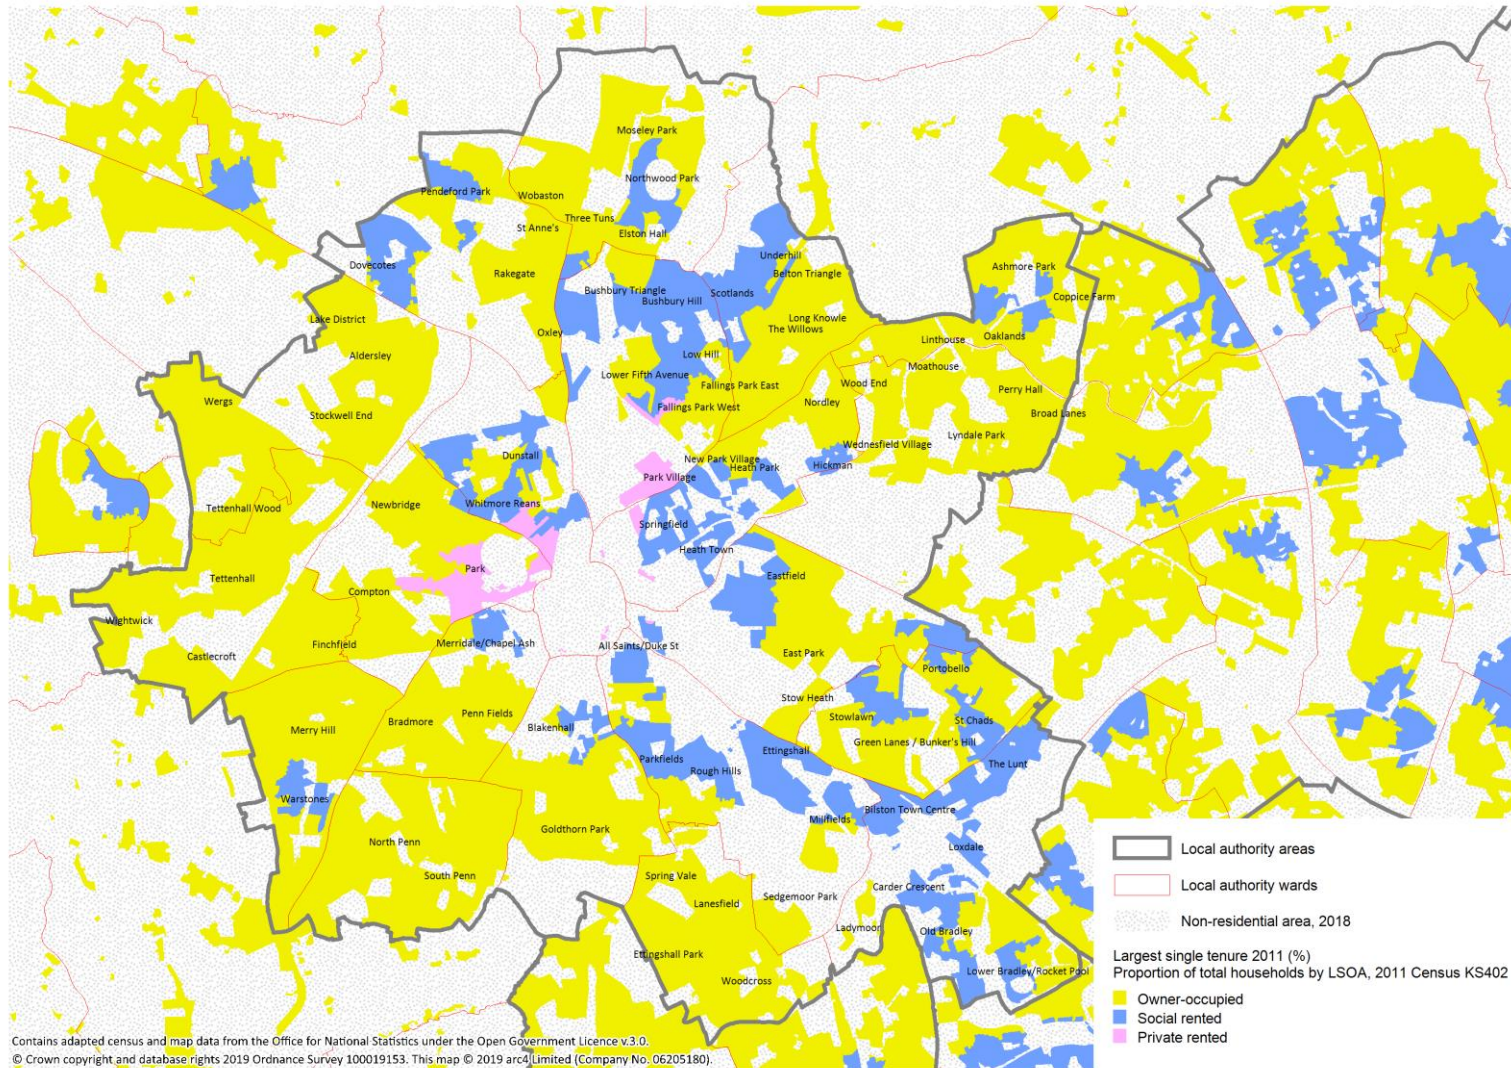 Moseley Park
Northwood Park
Pendeford Park
Wobaston
Three Tuns
St Anne's
Elston Hall
Underhill
Dovecotes
Rakegate
Belton Triangle
Ashmore Park
Bushbury Triangle
Scotlands
Bushbury Hill
Coppice Farm
Lake District
Oxley
Long Knowle
The Willows
Linthouse
Oaklands
Aldersley
Low Hill
Moathouse
Lower Fifth Avenue
Fallings Park East
Wood End
Perry Hall
Wergs
Stockwell End
Fallings Park West
Nordley
Broad Lanes
Lyndale Park
Wednesfield Village
Dunstall
New Park Village
Heath Park
Hickman
Park Village
Tettenhall Wood
Newbridge
Whitmore Reans
Springfield
Heath Town
Park
Eastfield
Tettenhall
Compton
Wightwick
Finchfield
Merridale/Chapel Ash
All Saints/Duke St
Castlecroft
East Park
Portobello
Stow Heath
Merry Hill
Bradmore
Penn Fields
Blakenhall
Stowlawn
St Chads
Green Lanes / Bunker's Hill
Ettingshall
Parkfields
The Lunt
Rough Hills
Warstones
Bilston Town Centre
Millfields
Goldthorn Park
North Penn
Loxdale
South Penn
Spring Vale
Carder Crescent
Sedgemoor Park
Lanesfield
Ladymoor
Old Bradley
Ettingshall Park
Lower Bradley/Rocket Pool
Woodcross
Local authority areas
Local authority wards
Non-residential area, 2018
Largest single tenure 2011 (%)
Proportion of total households by LSOA, 2011 Census KS402
Owner-occupied
Social rented
Private rented
Contains adapted census and map data from the Office for National Statistics under the Open Government Licence v.3.0.
© Crown copyright and database rights 2019 Ordnance Survey 100019153. This map © 2019 arc4 Limited (Company No. 06205180).